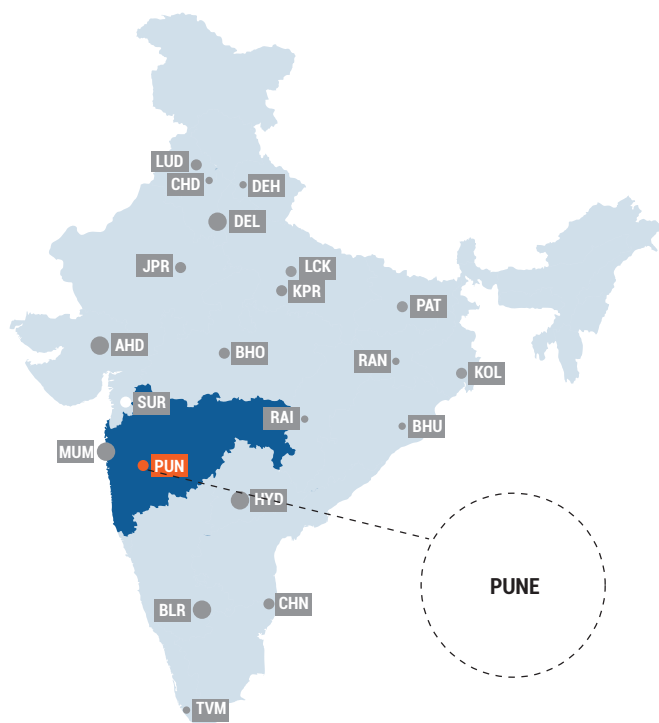 LUD
CHD
DEH
DEL
JPR
LCK
KPR
PAT
AHD
BHO
RAN
KOL
SUR
RAI
BHU
MUM
PUN
HYD
PUNE
BLR
CHN
TVM